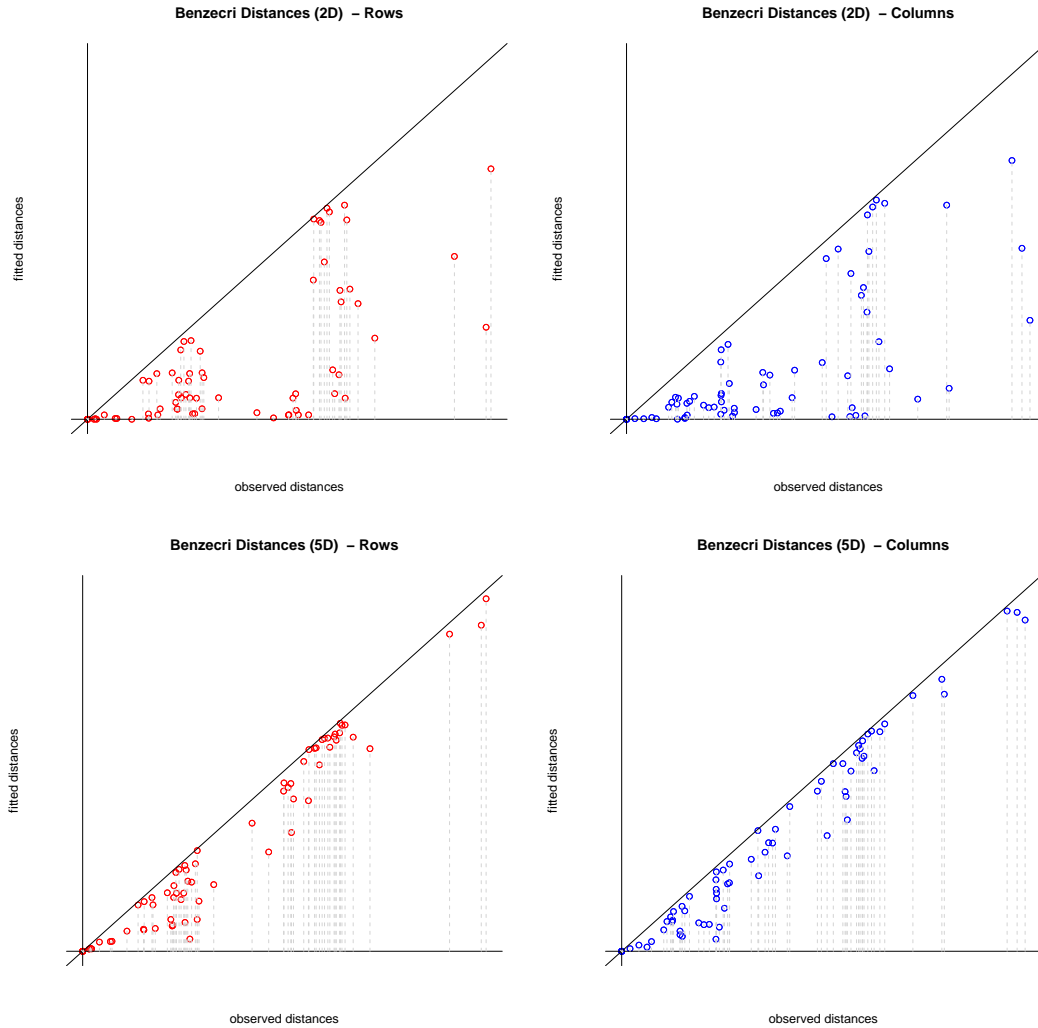 Benzecri Distances (2D) – Rows
Benzecri Distances (2D) – Columns
fitted distances
fitted distances
observed distances
observed distances
Benzecri Distances (5D) – Rows
Benzecri Distances (5D) – Columns
fitted distances
fitted distances
observed distances
observed distances